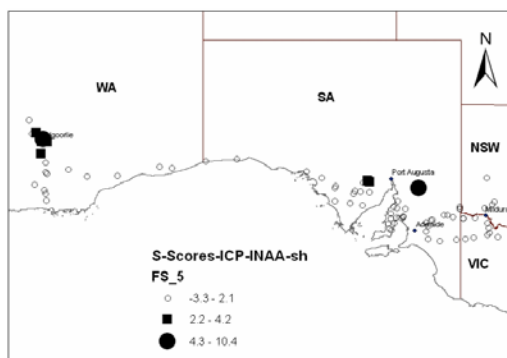 N
WA
SA
Port Augusta
NSW
Adelaide
VIC
S-Scores-ICP-INAA-sh
FS_5
-3.3 - 2.1
2.2 - 4.2
4.3 - 10.4